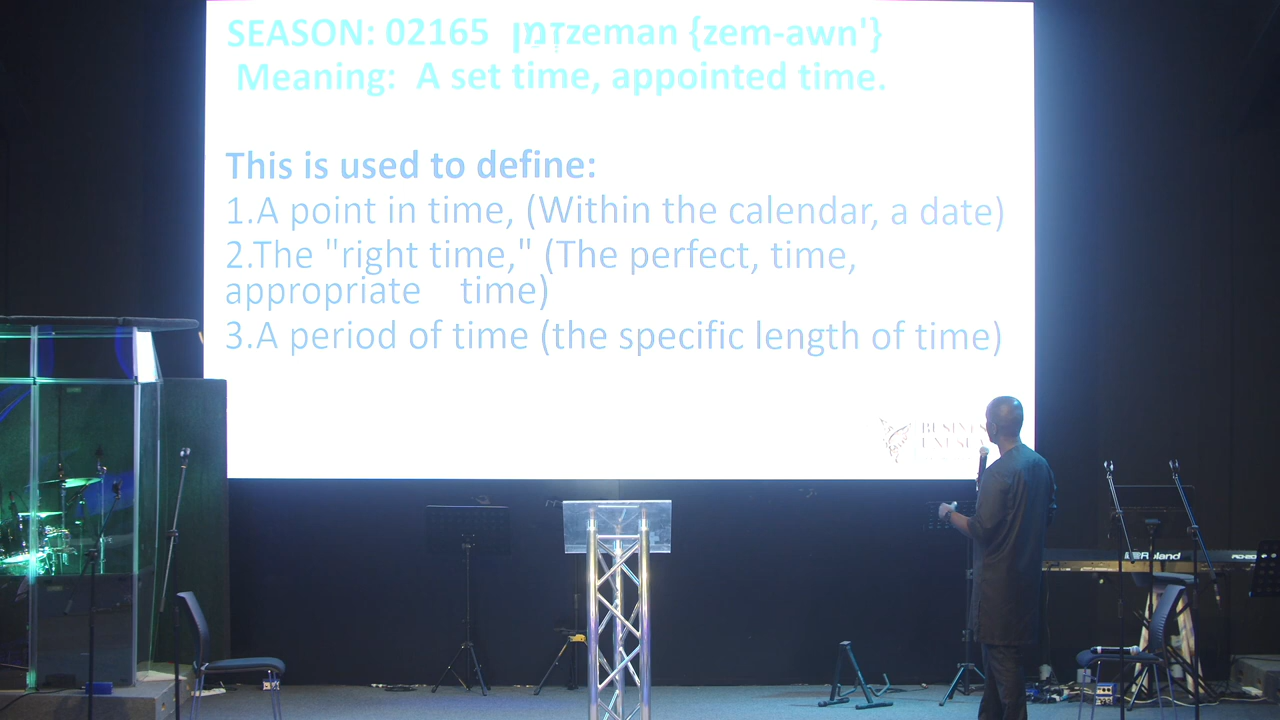 SEASON: 02165 זְמָן zeman {zem-awn'}
Meaning: A set time, appointed time.
This is used to define:
1.A point in time, (Within the calendar, a date)
2.The "right time," (The perfect, time,
appropriate time)
3.A period of time (the specific length of time)
Roland